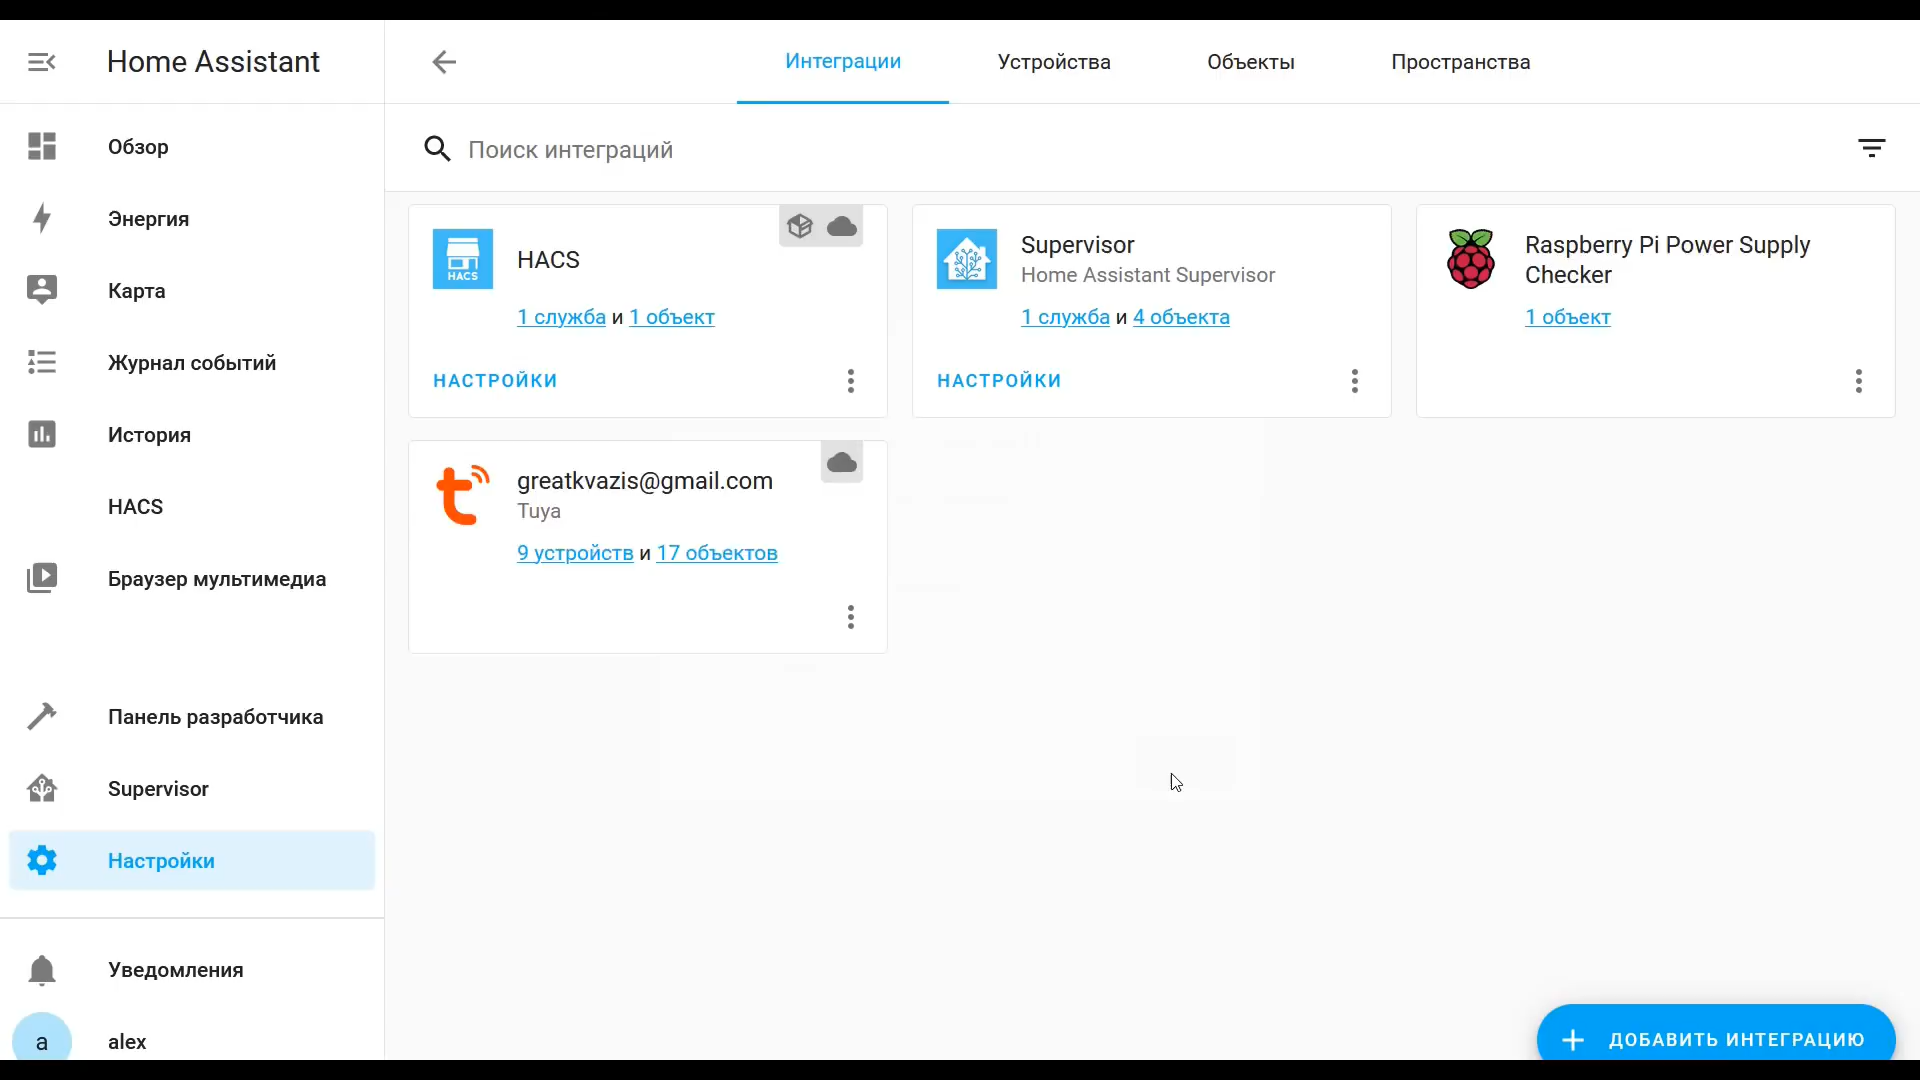 Home Assistant
Интеграции
Устройства
Объекты
Пространства
Обзор
Энергия
Карта
Журнал событий
История
HACS
Браузер мультимедиа
Панель разработчика
Supervisor
Настройки
Уведомления
a
alex
Поиск интеграций
HACS
HACS
1 служба и 1 объект
НАСТРОЙКИ
Supervisor
Home Assistant Supervisor
1 служба и 4 объекта
НАСТРОЙКИ
Raspberry Pi Power Supply
Checker
1 объект
greatkvazis@gmail.com
Tuya
9 устройств и 17 объектов
ДОБАВИТЬ ИНТЕГРАЦИЮ